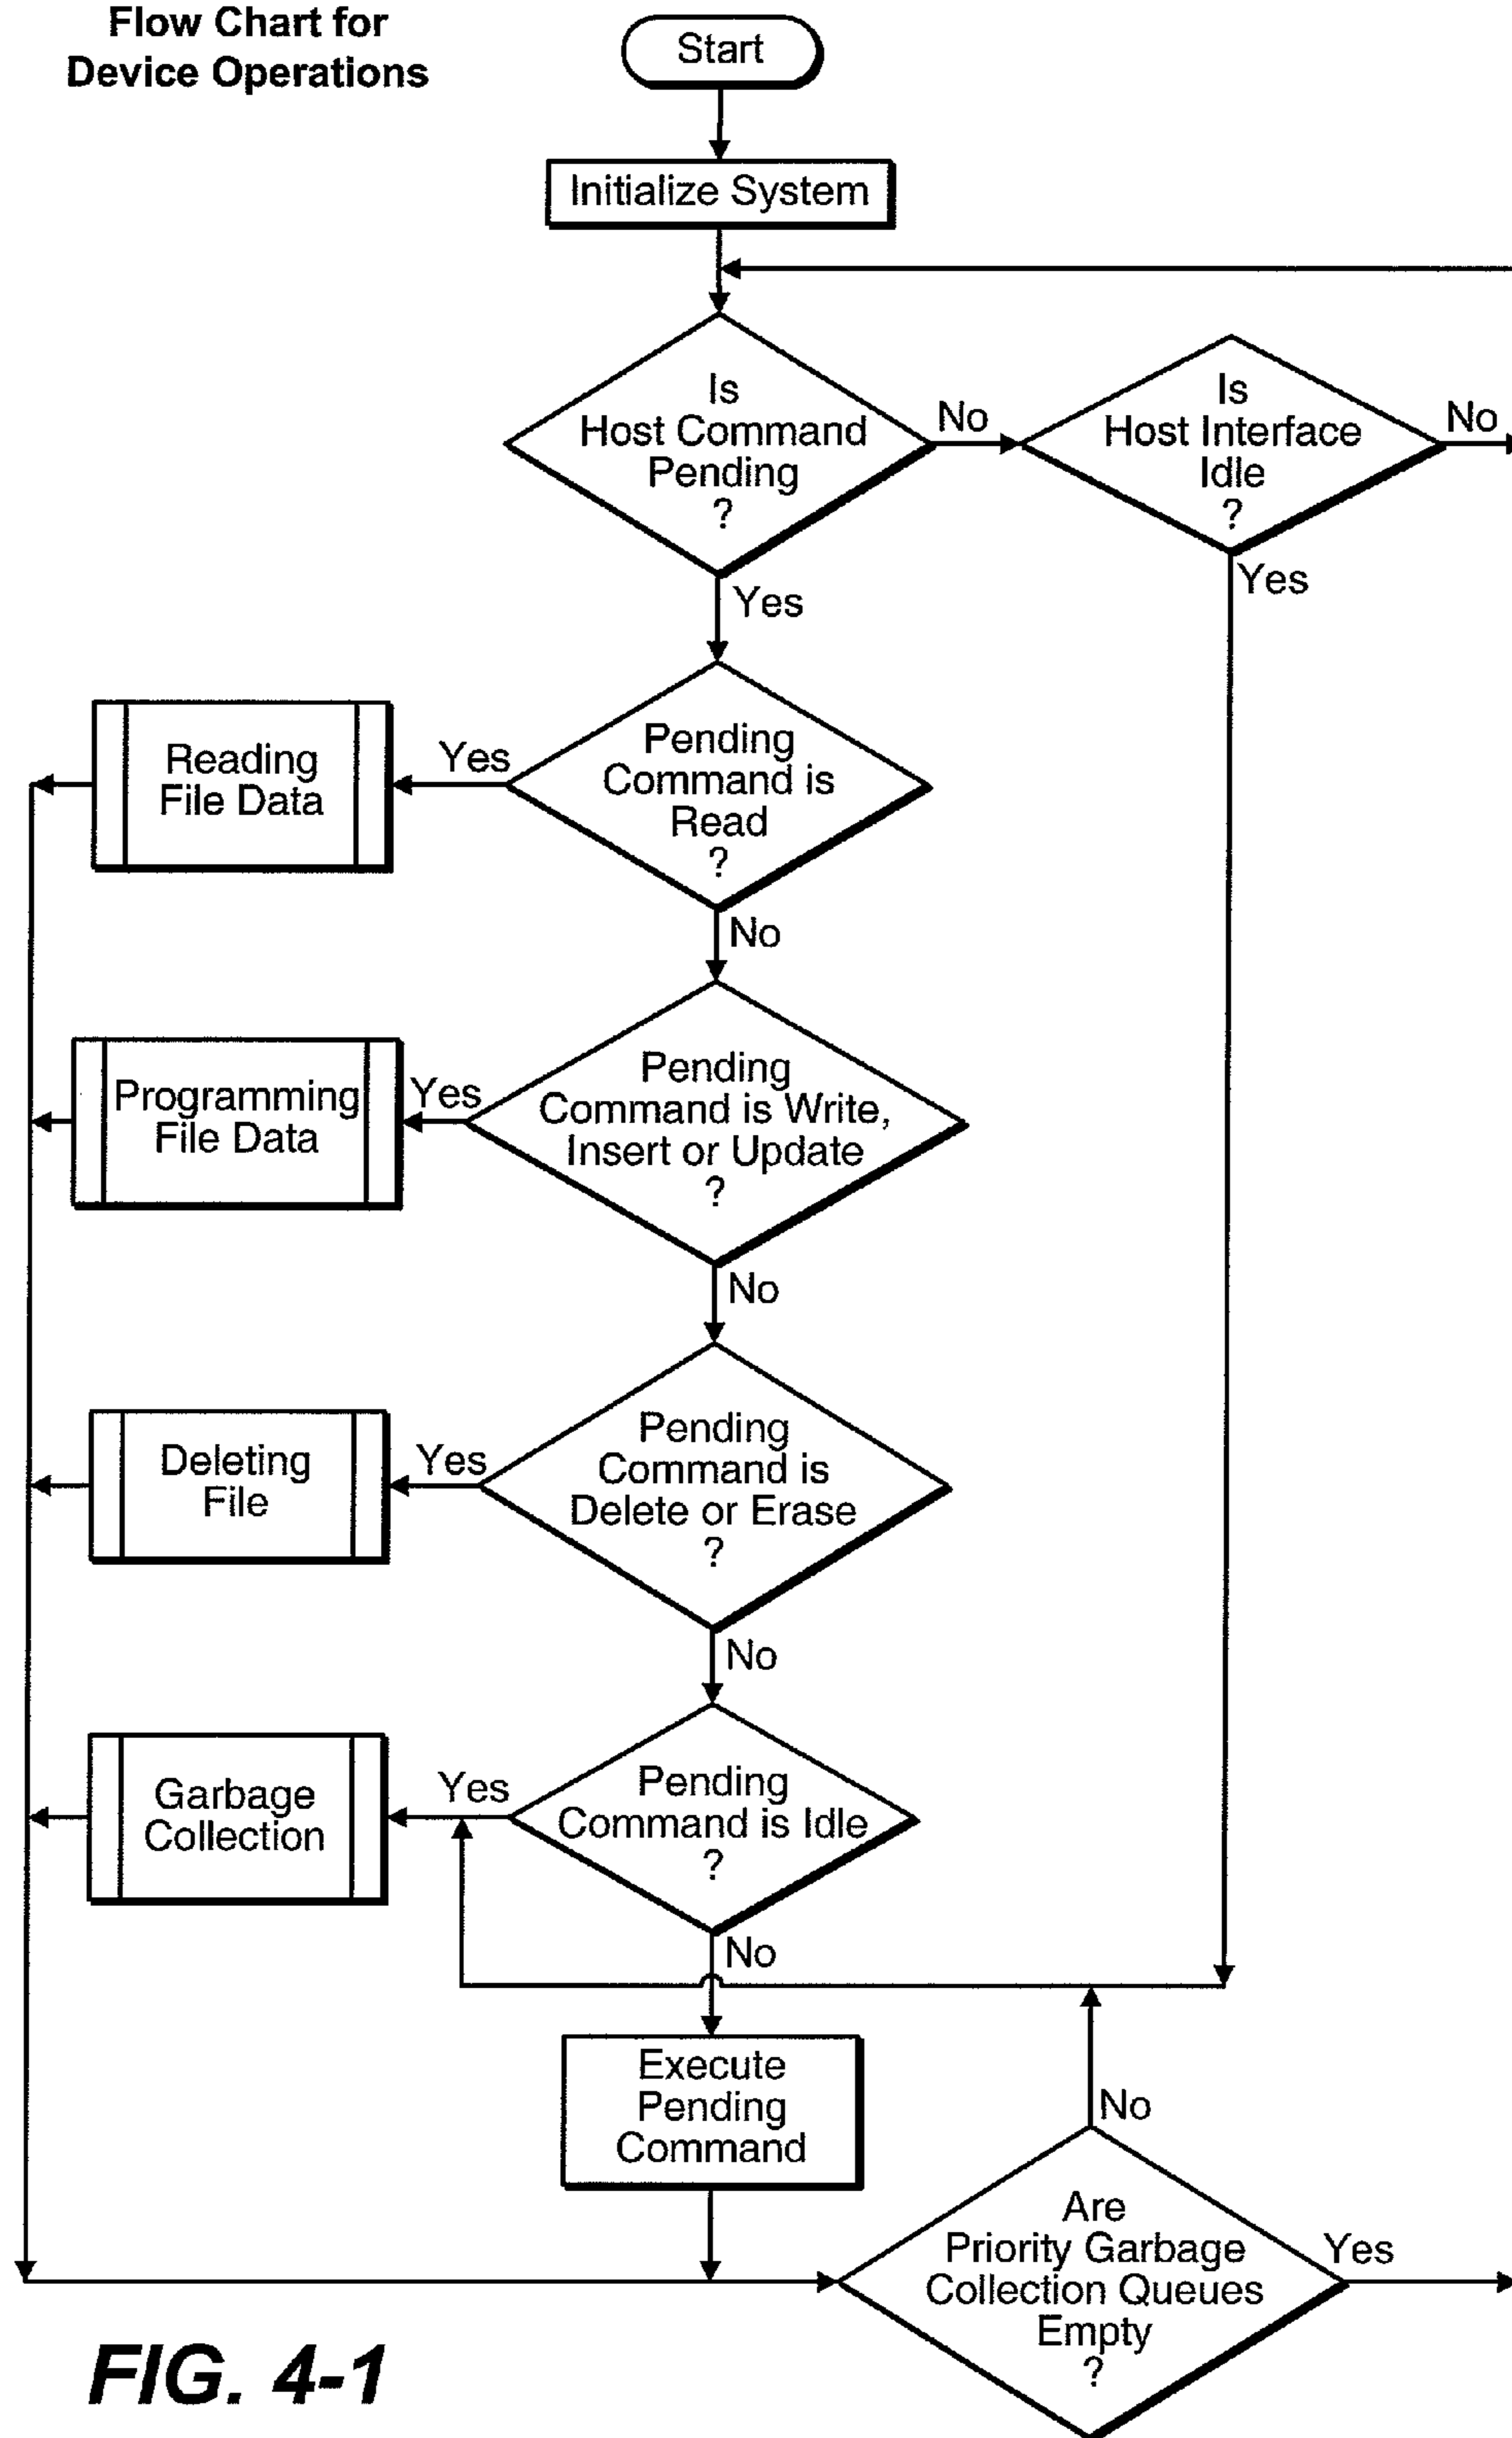 Flow Chart for
Device Operations
Start
Initialize System
Is
Host Command
Pending
?
No
Is
Host Interface
Idle
?
No
Yes
Yes
Reading
File Data
Yes
Pending
Command is
Read
?
No
Programming
File Data
Yes
Pending
Command is Write,
Insert or Update
?
No
Deleting
File
Yes
Pending
Command is
Delete or Erase
?
No
Garbage
Collection
Yes
Pending
Command is Idle
?
No
Execute
Pending
Command
No
Are
Priority Garbage
Collection Queues
Empty
?
Yes
FIG. 4-1